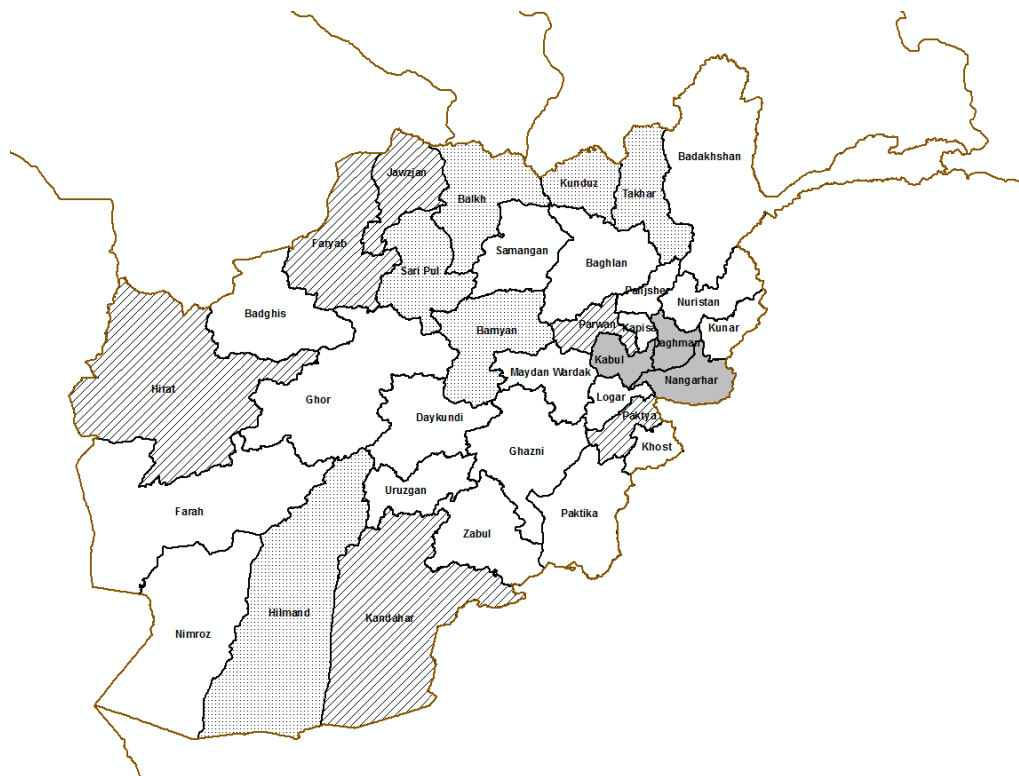 Badakhshan
Jawzjan
Kunduz
Balkh
Takhar
Faryab
Samangan
Baghlan
Sari Pul
Panjsher
Nuristan
Badghis
Parwan
Kapisa
Kunar
Bamyan
Laghman
Kabul
Maydan Wardak
Nangarhar
Hirat
Ghor
Logar
Daykundi
Paktya
Khost
Ghazni
Uruzgan
Farah
Paktika
Zabul
Hilmand
Kandahar
Nimroz